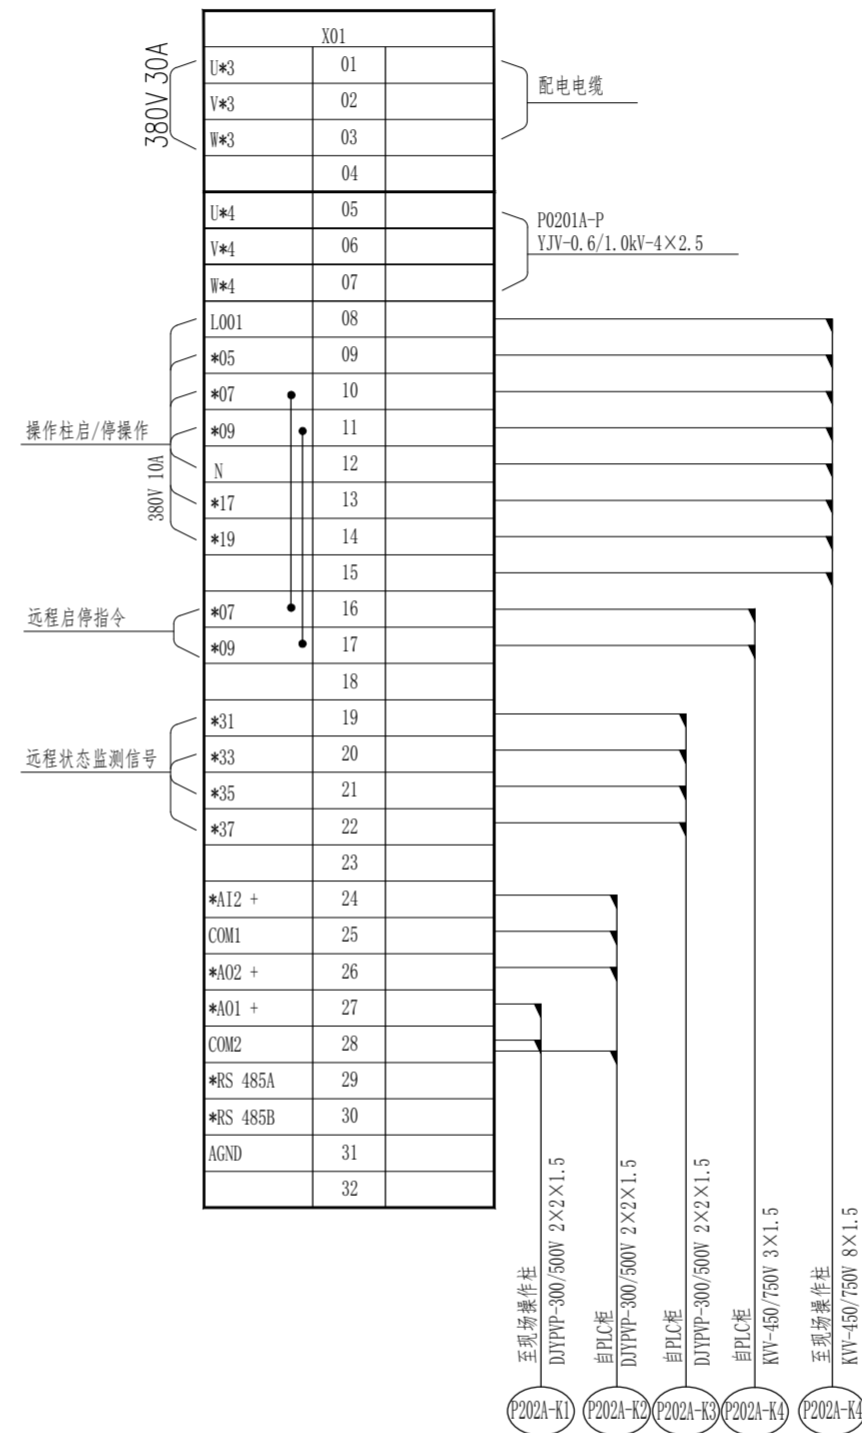 X01
380V 30A
U*3 01
配电电缆
V*3 02
W*3 03
04
U*4 05
P0201A-P
YJV-0.6/1.0kV-4×2.5
V*4 06
W*4 07
L001 08
*05 09
*07 10
操作柱启/停操作
*09 11
380V 10A
N 12
*17 13
*19 14
15
远程启停指令
*07 16
*09 17
18
*31 19
远程状态监测信号
*33 20
*35 21
*37 22
23
*AI2 + 24
COM1 25
*AO2 + 26
*AO1 + 27
COM2 28
*RS 485A 29
*RS 485B 30
AGND 31
32
至现场操作柱
DJYPVP-300/500V 2×2×1.5
自PLC柜
DJYPVP-300/500V 2×2×1.5
自PLC柜
DJYPVP-300/500V 2×2×1.5
自PLC柜
KVV-450/750V 3×1.5
至现场操作柱
KVV-450/750V 8×1.5
P202A-K1
P202A-K2
P202A-K3
P202A-K4
P202A-K4